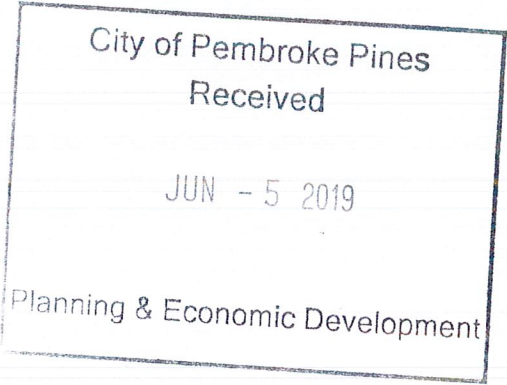 City of Pembroke Pines
Received
JUN - 5 2019
Planning & Economic Development